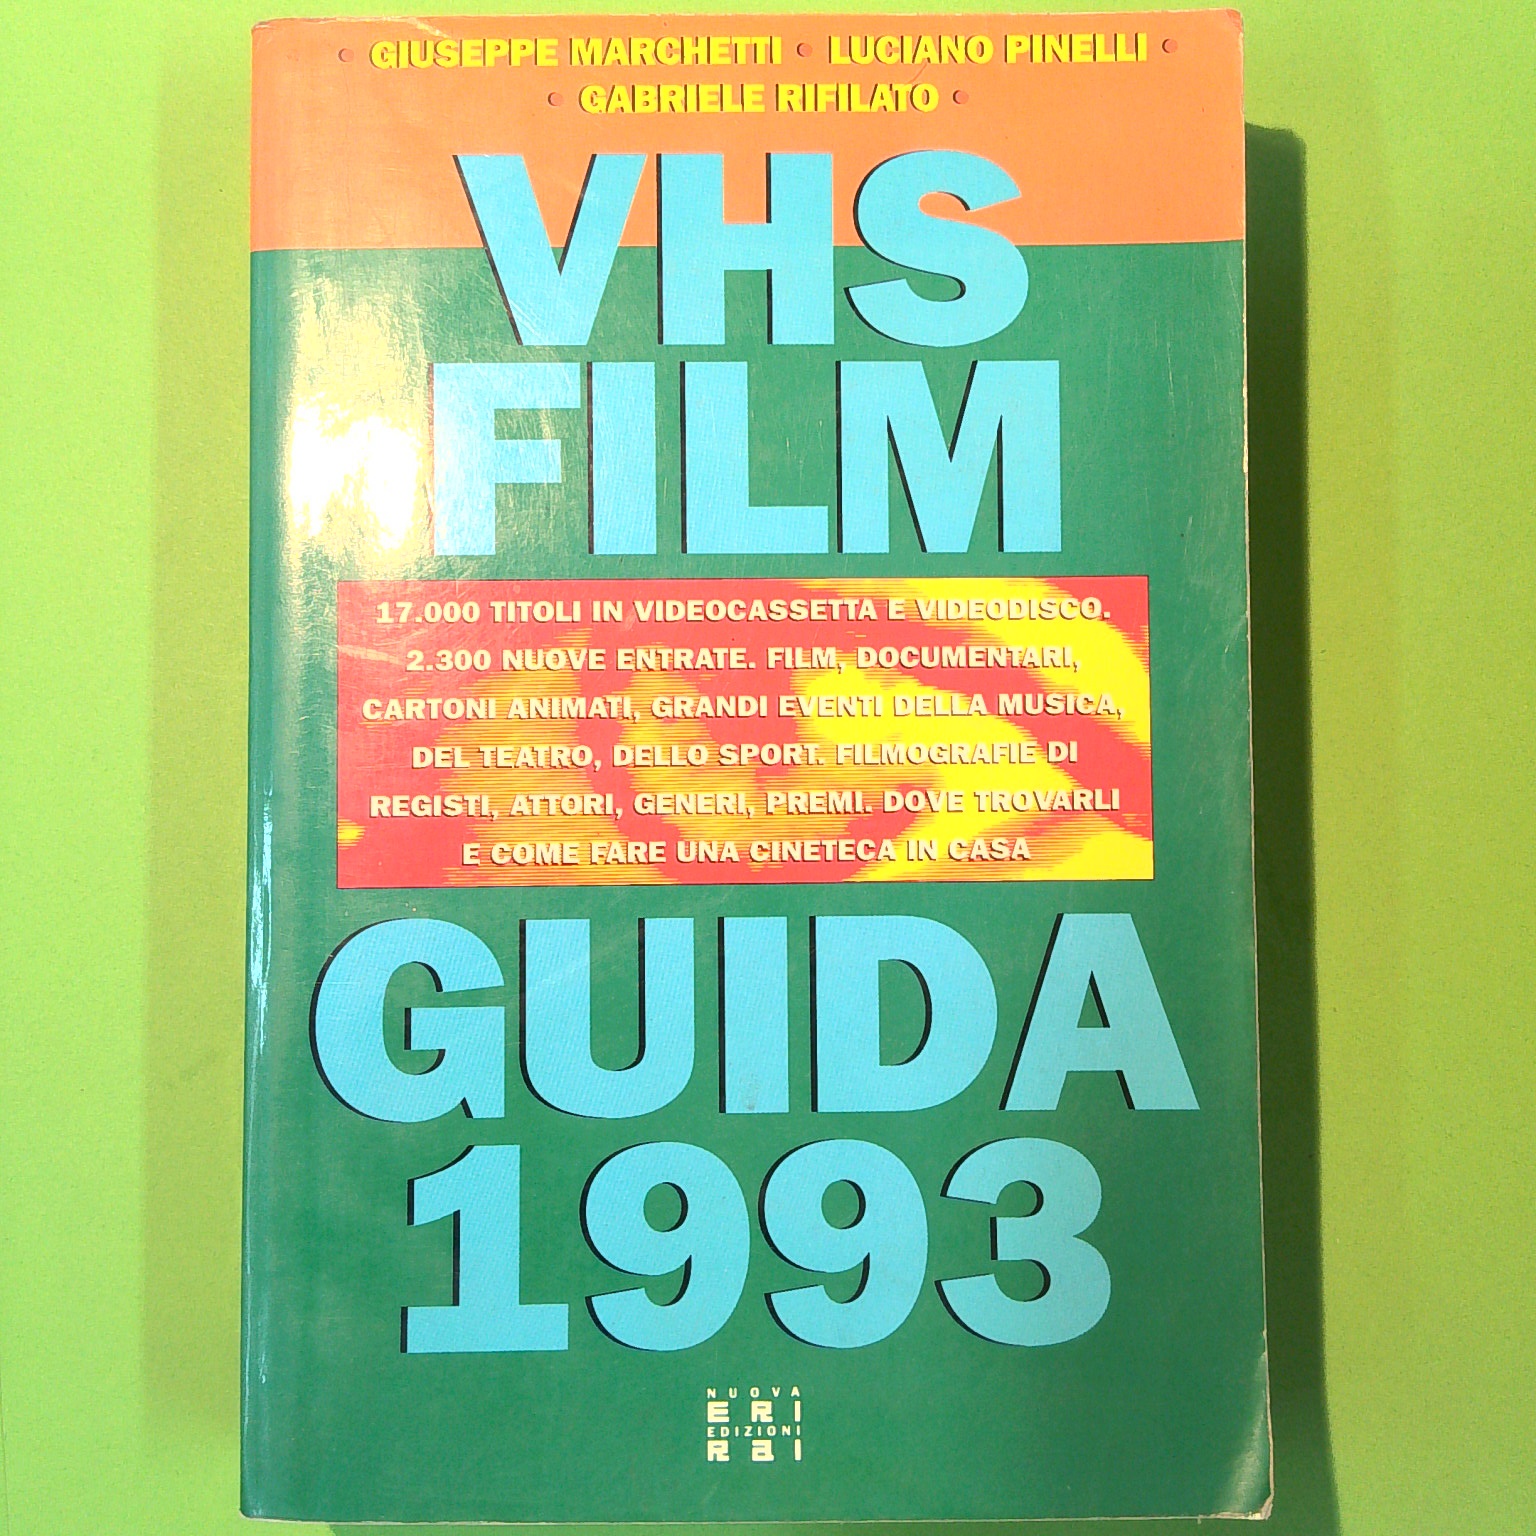 • GIUSEPPE MARCHETTI • LUCIANO PINELLI •
• GABRIELE RIFILATO •
VHS
FILM
17.000 TITOLI IN VIDEOCASSETTA E VIDEODISCO.
2.300 NUOVE ENTRATE. FILM, DOCUMENTARI,
CARTONI ANIMATI, GRANDI EVENTI DELLA MUSICA,
DEL TEATRO, DELLO SPORT. FILMOGRAFIE DI
REGISTI, ATTORI, GENERI, PREMI. DOVE TROVARLI
E COME FARE UNA CINETECA IN CASA
GUIDA
1993
NUOVA
ERI
EDIZIONI
RaI